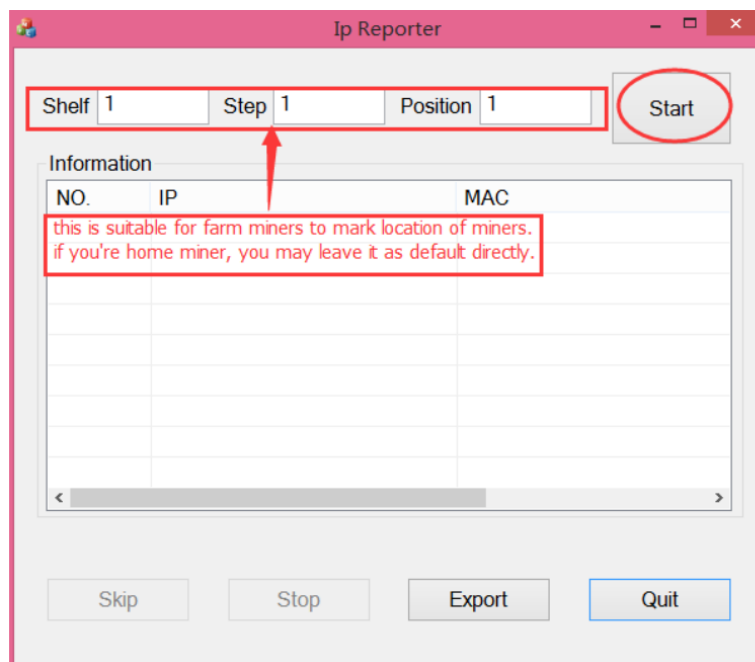 Ip Reporter
Shelf 1 Step 1 Position 1 Start
Information
NO. IP MAC
this is suitable for farm miners to mark location of miners.
if you're home miner, you may leave it as default directly.
Skip Stop Export Quit